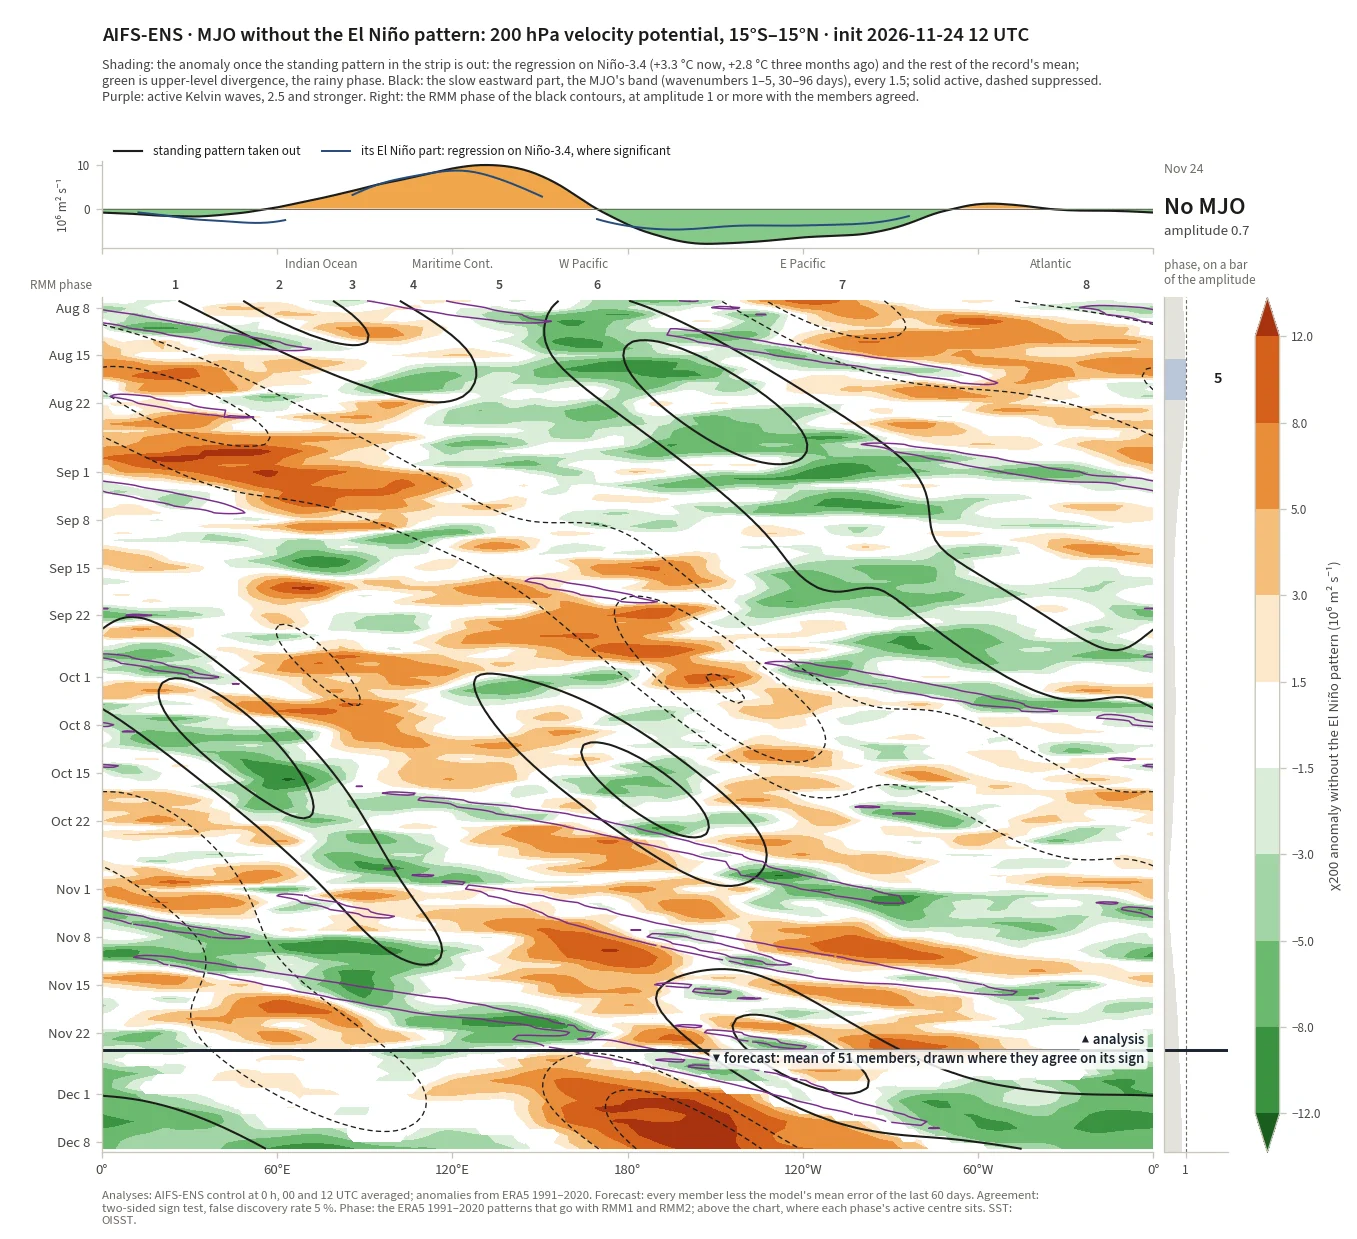 AIFS-ENS · MJO without the El Niño pattern: 200 hPa velocity potential, 15°S–15°N · init 2026-11-24 12 UTC
Shading: the anomaly once the standing pattern in the strip is out: the regression on Niño-3.4 (+3.3 °C now, +2.8 °C three months ago) and the rest of the record's mean;
green is upper-level divergence, the rainy phase. Black: the slow eastward part, the MJO's band (wavenumbers 1–5, 30–96 days), every 1.5; solid active, dashed suppressed.
Purple: active Kelvin waves, 2.5 and stronger. Right: the RMM phase of the black contours, at amplitude 1 or more with the members agreed.
standing pattern taken out
its El Niño part: regression on Niño-3.4, where significant
10
0
10⁶ m² s⁻¹
Nov 24
No MJO
amplitude 0.7
Indian Ocean
Maritime Cont.
W Pacific
E Pacific
Atlantic
phase, on a bar
of the amplitude
RMM phase
1
2
3
4
5
6
7
8
Aug 8
Aug 15
Aug 22
Sep 1
Sep 8
Sep 15
Sep 22
Oct 1
Oct 8
Oct 15
Oct 22
Nov 1
Nov 8
Nov 15
Nov 22
Dec 1
Dec 8
5
▲ analysis
▼ forecast: mean of 51 members, drawn where they agree on its sign
0°
60°E
120°E
180°
120°W
60°W
0°
1
12.0
8.0
5.0
3.0
1.5
−1.5
−3.0
−5.0
−8.0
−12.0
χ200 anomaly without the El Niño pattern (10⁶ m² s⁻¹)
Analyses: AIFS-ENS control at 0 h, 00 and 12 UTC averaged; anomalies from ERA5 1991–2020. Forecast: every member less the model's mean error of the last 60 days. Agreement:
two-sided sign test, false discovery rate 5 %. Phase: the ERA5 1991–2020 patterns that go with RMM1 and RMM2; above the chart, where each phase's active centre sits. SST:
OISST.